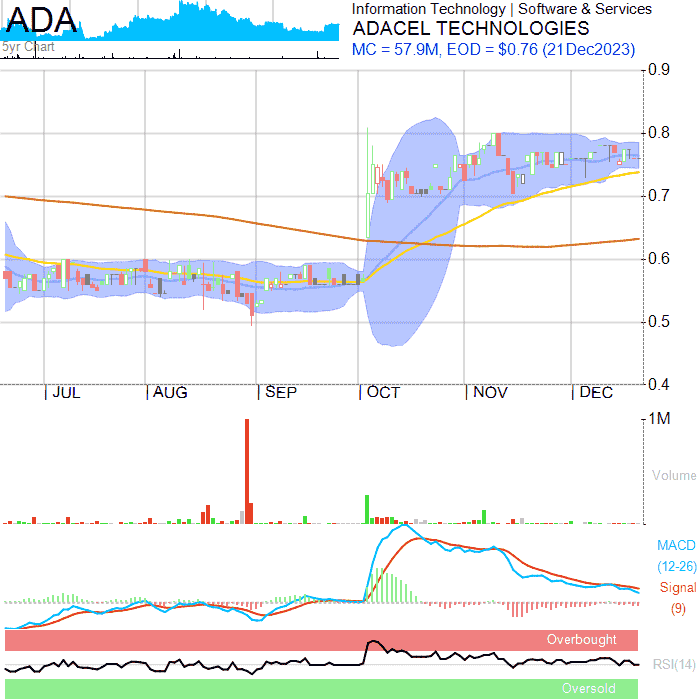 ADA
5yr Chart
Information Technology | Software & Services
ADACEL TECHNOLOGIES
MC = 57.9M, EOD = $0.76 (21Dec2023)
0.9
0.8
0.7
0.6
0.5
0.4
JUL
AUG
SEP
OCT
NOV
DEC
1M
Volume
MACD
(12-26)
Signal
(9)
Overbought
RSI(14)
Oversold